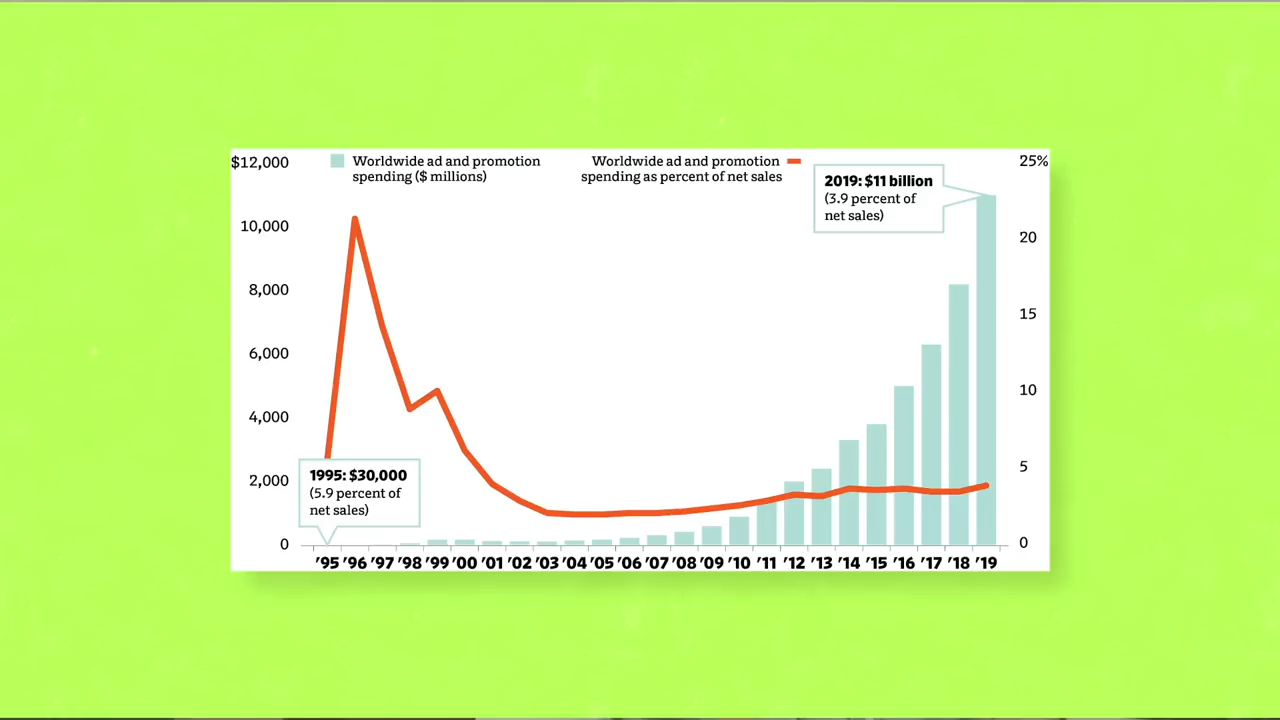 $12,000
10,000
8,000
6,000
4,000
2,000
0
Worldwide ad and promotion
spending ($ millions)
Worldwide ad and promotion
spending as percent of net sales
2019: $11 billion
(3.9 percent of
net sales)
25%
20
15
10
5
0
1995: $30,000
(5.9 percent of
net sales)
'95 '96 '97 '98 '99 '00 '01 '02 '03 '04 '05 '06 '07 '08 '09 '10 '11 '12 '13 '14 '15 '16 '17 '18 '19